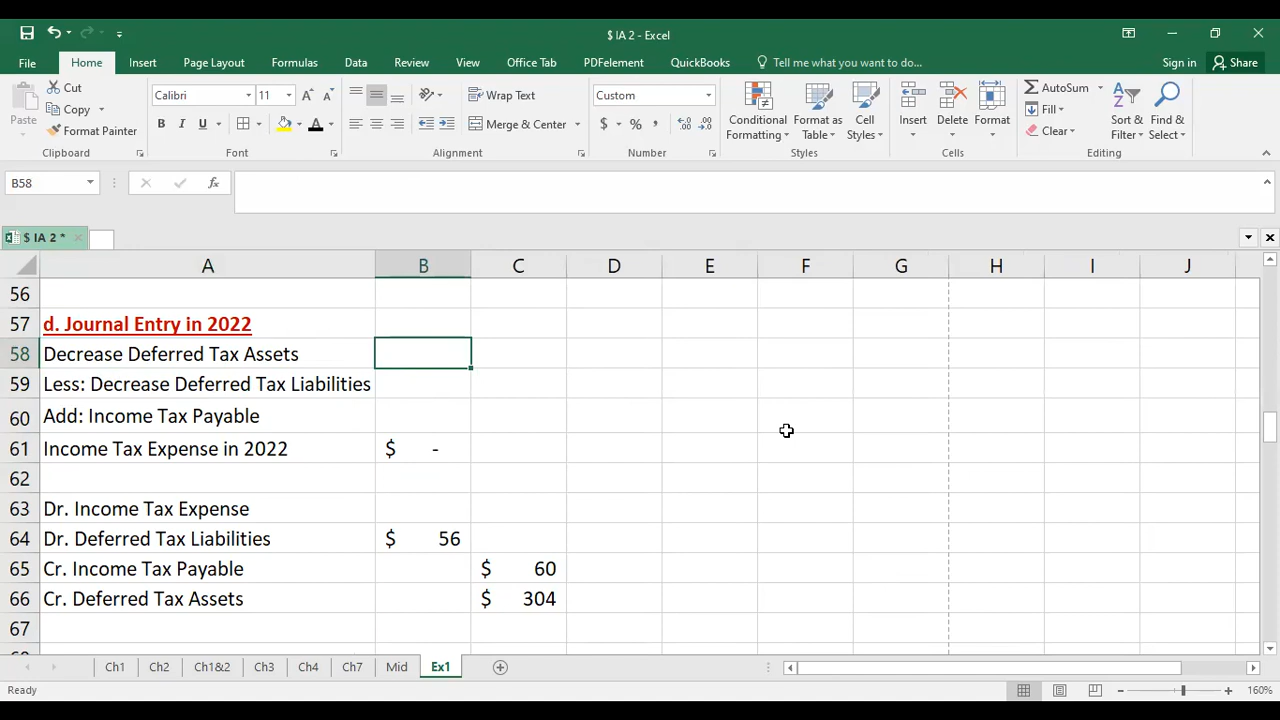 $ IA 2 - Excel
File Home Insert Page Layout Formulas Data Review View Office Tab PDFelement QuickBooks Tell me what you want to do... Sign in Share
Paste
Cut
Copy
Format Painter
Clipboard
Calibri 11
B I U
Font
Wrap Text
Merge & Center
Alignment
Custom
$ % ,
Number
Conditional Formatting
Format as Table
Cell Styles
Styles
Insert Delete Format
Cells
AutoSum
Fill
Clear
Sort & Filter
Find & Select
Editing
B58 fx
$ IA 2 *
A B C D E F G H I J
56
57 d. Journal Entry in 2022
58 Decrease Deferred Tax Assets
59 Less: Decrease Deferred Tax Liabilities
60 Add: Income Tax Payable
61 Income Tax Expense in 2022 $ -
62
63 Dr. Income Tax Expense
64 Dr. Deferred Tax Liabilities $ 56
65 Cr. Income Tax Payable $ 60
66 Cr. Deferred Tax Assets $ 304
67
Ch1 Ch2 Ch1&2 Ch3 Ch4 Ch7 Mid Ex1
Ready 160%